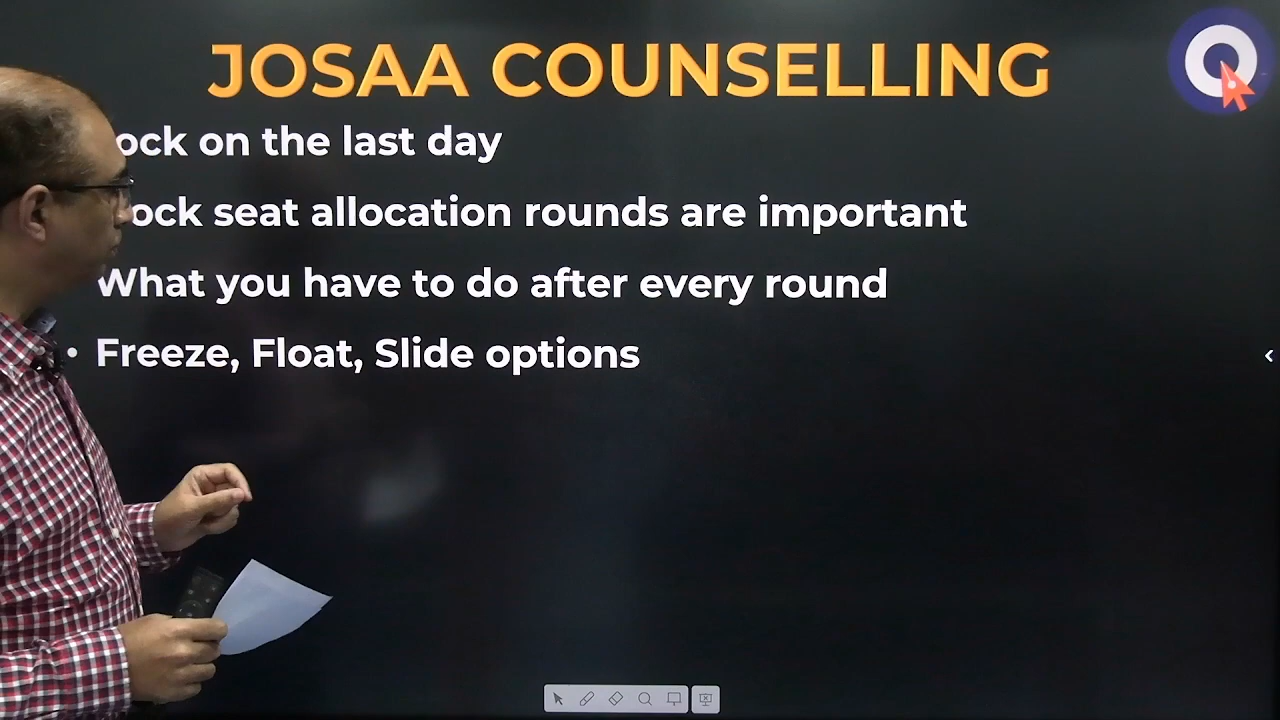 JOSAA COUNSELLING
ock on the last day
ock seat allocation rounds are important
What you have to do after every round
• Freeze, Float, Slide options